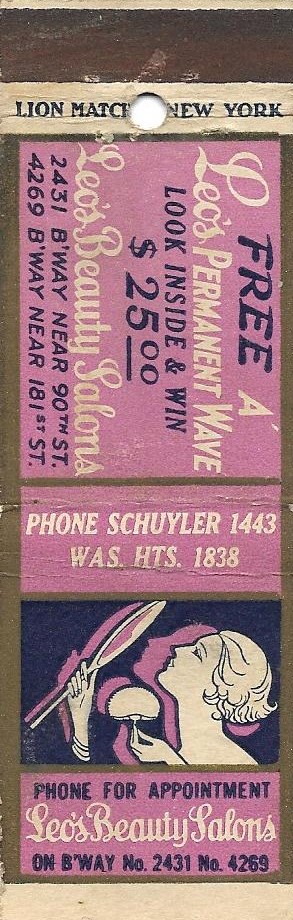 LION MATCH NEW YORK
FREE
A
Leo's PERMANENT WAVE
LOOK INSIDE & WIN
$ 25 00
Leo's Beauty Salons
2431 B'WAY NEAR 90TH ST.
4269 B'WAY NEAR 181ST ST.
PHONE SCHUYLER 1443
WAS. HTS. 1838
PHONE FOR APPOINTMENT
Leo's Beauty Salons
ON B'WAY No. 2431 No. 4269